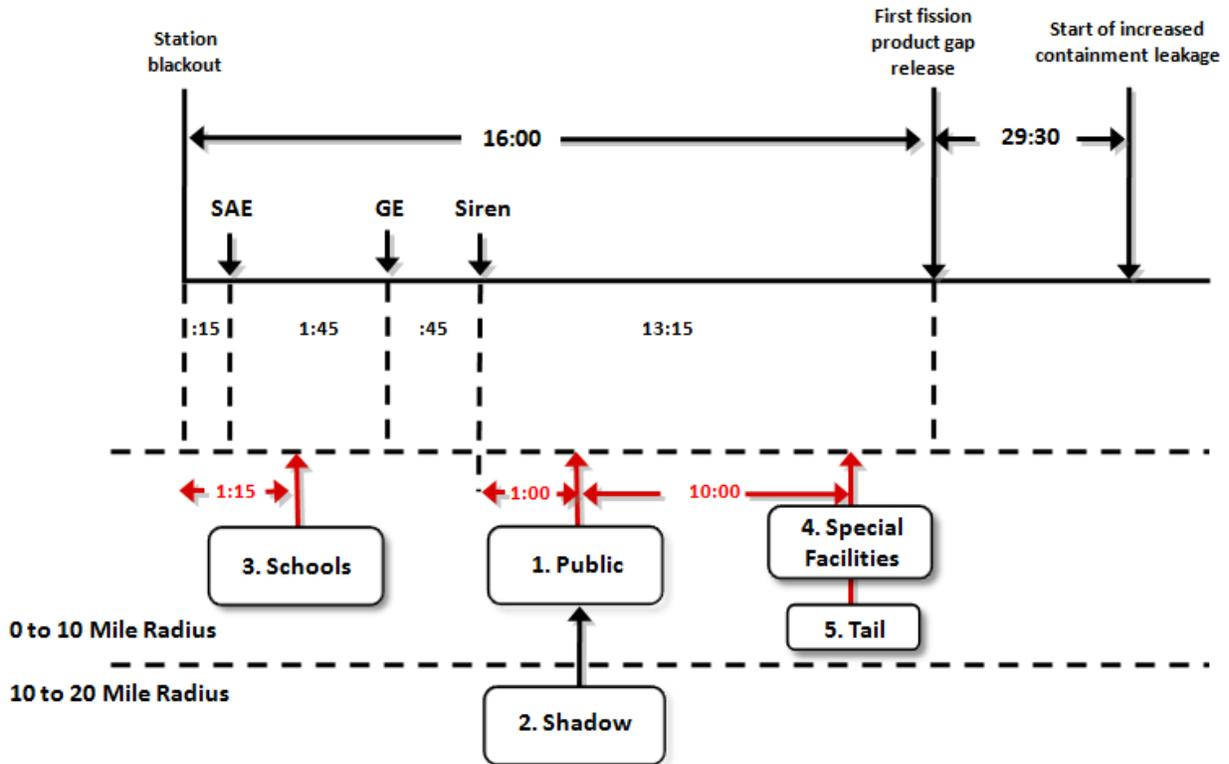 Station
blackout
First fission
product gap
release
Start of increased
containment leakage
16:00
29:30
SAE
GE
Siren
:15
1:45
:45
13:15
1:15
1:00
10:00
3. Schools
1. Public
4. Special
Facilities
5. Tail
0 to 10 Mile Radius
10 to 20 Mile Radius
2. Shadow